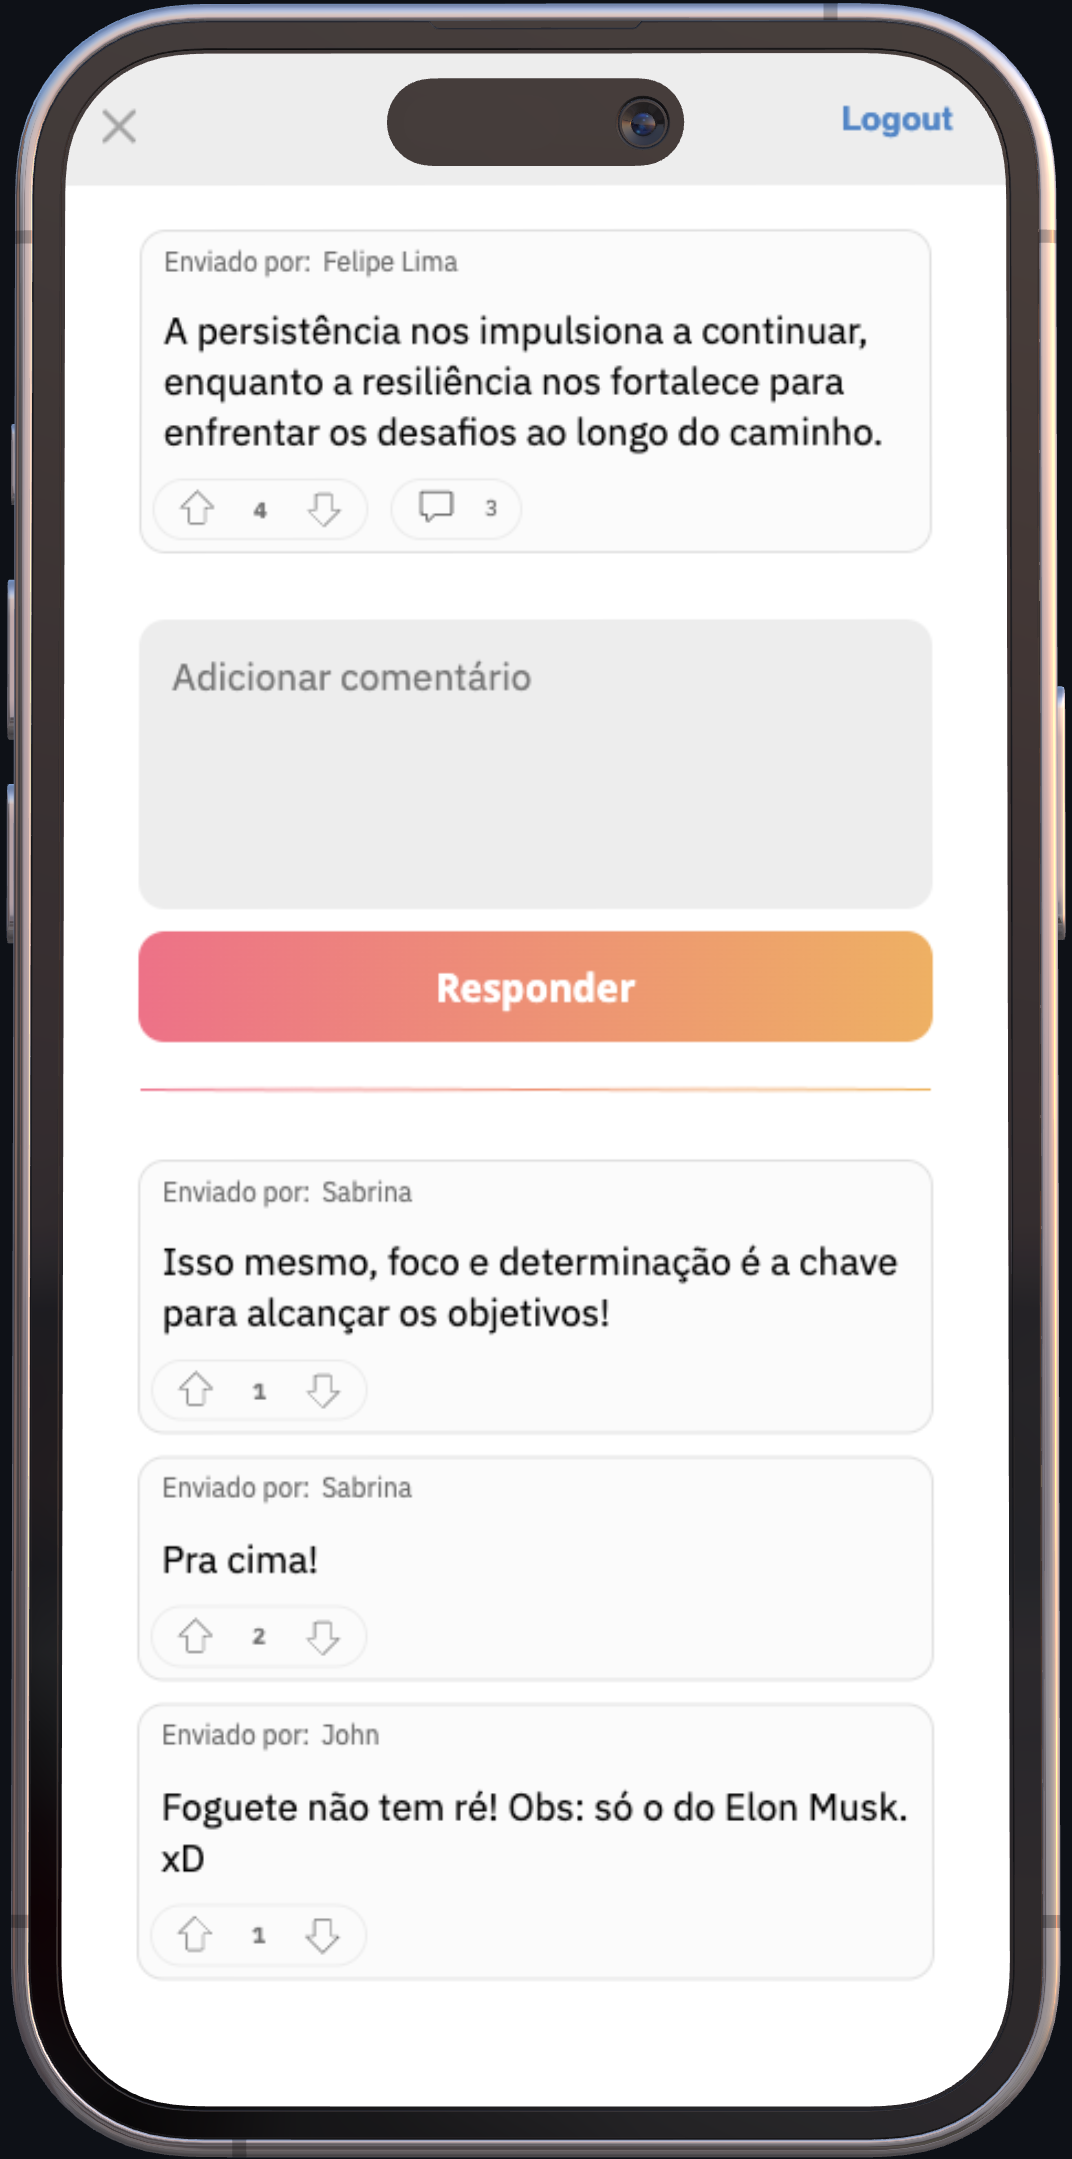 Logout
Enviado por: Felipe Lima
A persistência nos impulsiona a continuar,
enquanto a resiliência nos fortalece para
enfrentar os desafios ao longo do caminho.
4 3
Adicionar comentário
Responder
Enviado por: Sabrina
Isso mesmo, foco e determinação é a chave
para alcançar os objetivos!
1
Enviado por: Sabrina
Pra cima!
2
Enviado por: John
Foguete não tem ré! Obs: só o do Elon Musk.
xD
1